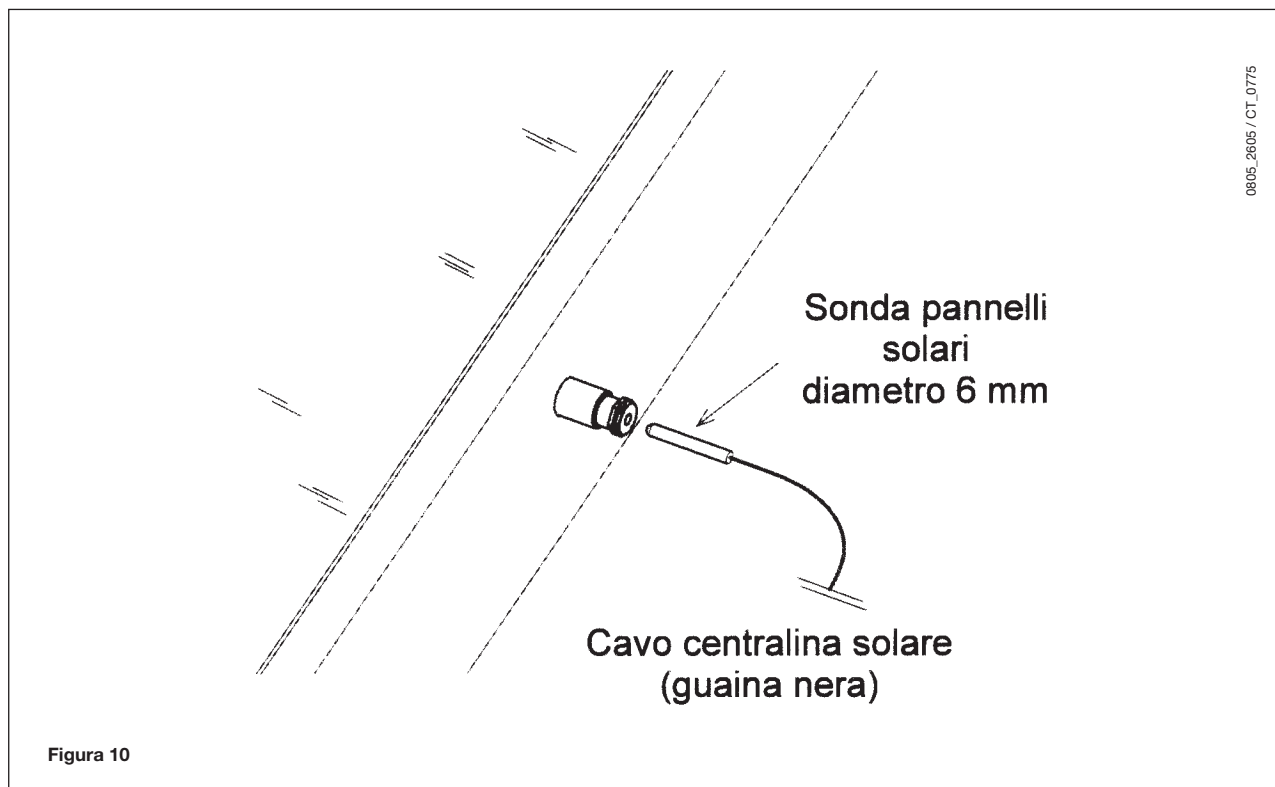 0805_2605 / CT_0775
Sonda pannelli
solari
diametro 6 mm
Cavo centralina solare
(guaina nera)
Figura 10